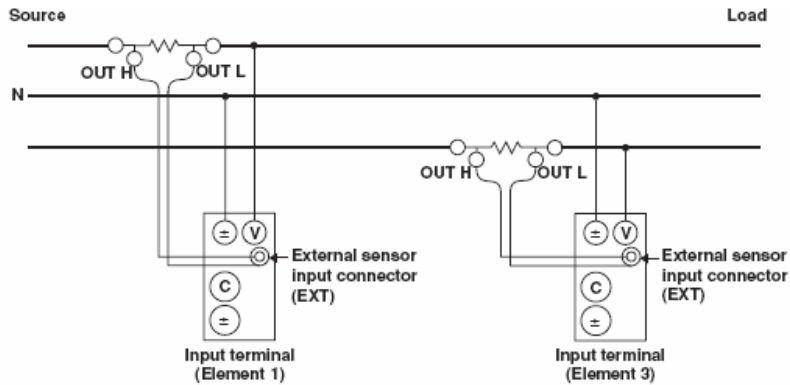 Source
Load
OUT H
OUT L
N
OUT H
OUT L
±
V
±
V
External sensor
input connector
(EXT)
External sensor
input connector
(EXT)
C
C
±
±
Input terminal
(Element 1)
Input terminal
(Element 3)